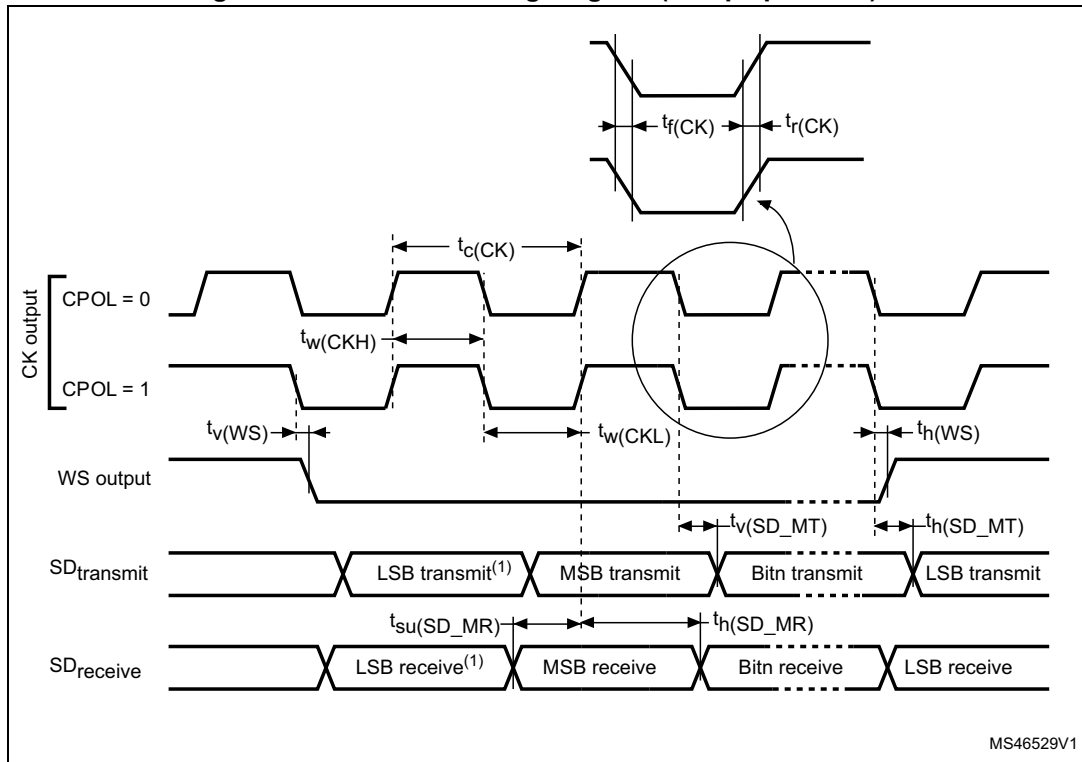 tf(CK)
tr(CK)
tc(CK)
CK output
CPOL = 0
tw(CKH)
CPOL = 1
tv(WS)
tw(CKL)
th(WS)
WS output
tv(SD_MT)
th(SD_MT)
SDtransmit
LSB transmit(1)
MSB transmit
Bitn transmit
LSB transmit
tsu(SD_MR)
th(SD_MR)
SDreceive
LSB receive(1)
MSB receive
Bitn receive
LSB receive
MS46529V1